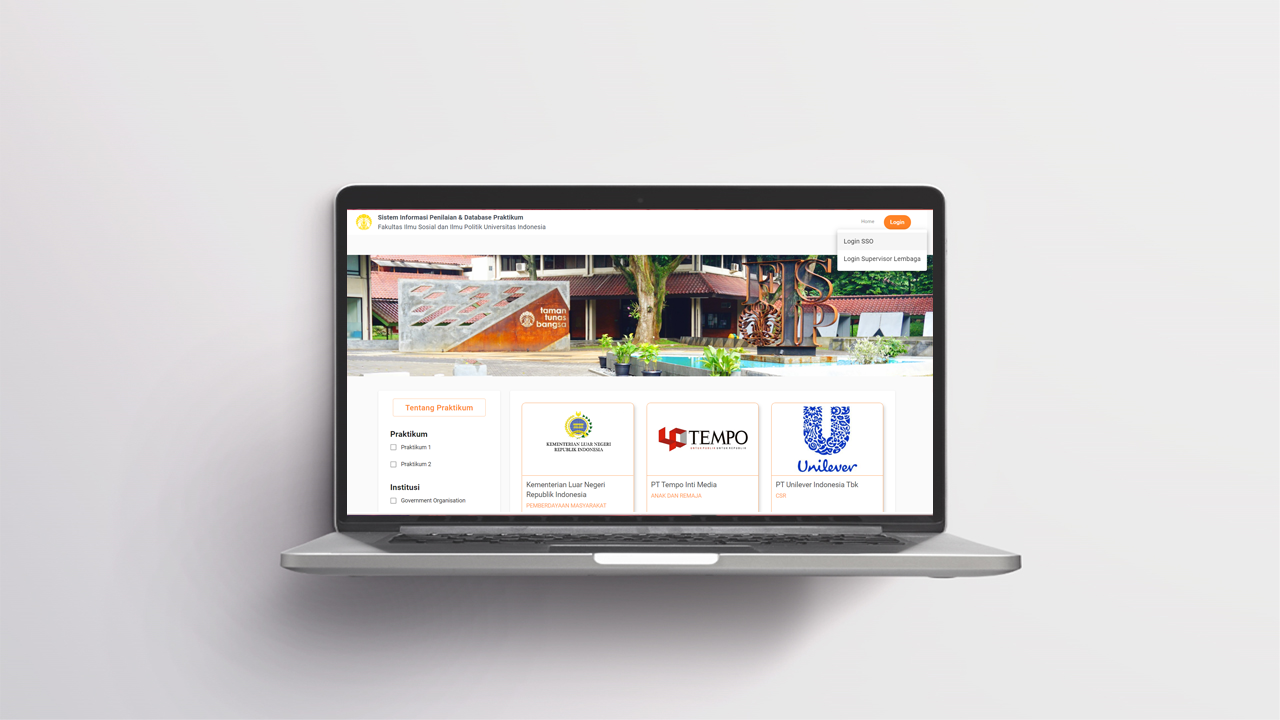 Sistem Informasi Penilaian & Database Praktikum
Fakultas Ilmu Sosial dan Ilmu Politik Universitas Indonesia
Home
Login
Login SSO
Login Supervisor Lembaga
taman
tunas
bangsa
Tentang Praktikum
Praktikum
Praktikum 1
Praktikum 2
Institusi
Government Organisation
KEMENTERIAN LUAR NEGERI
REPUBLIK INDONESIA
Kementerian Luar Negeri
Republik Indonesia
PEMBERDAYAAN MASYARAKAT
TEMPO
PT Tempo Inti Media
ANAK DAN REMAJA
Unilever
PT Unilever Indonesia Tbk
CSR